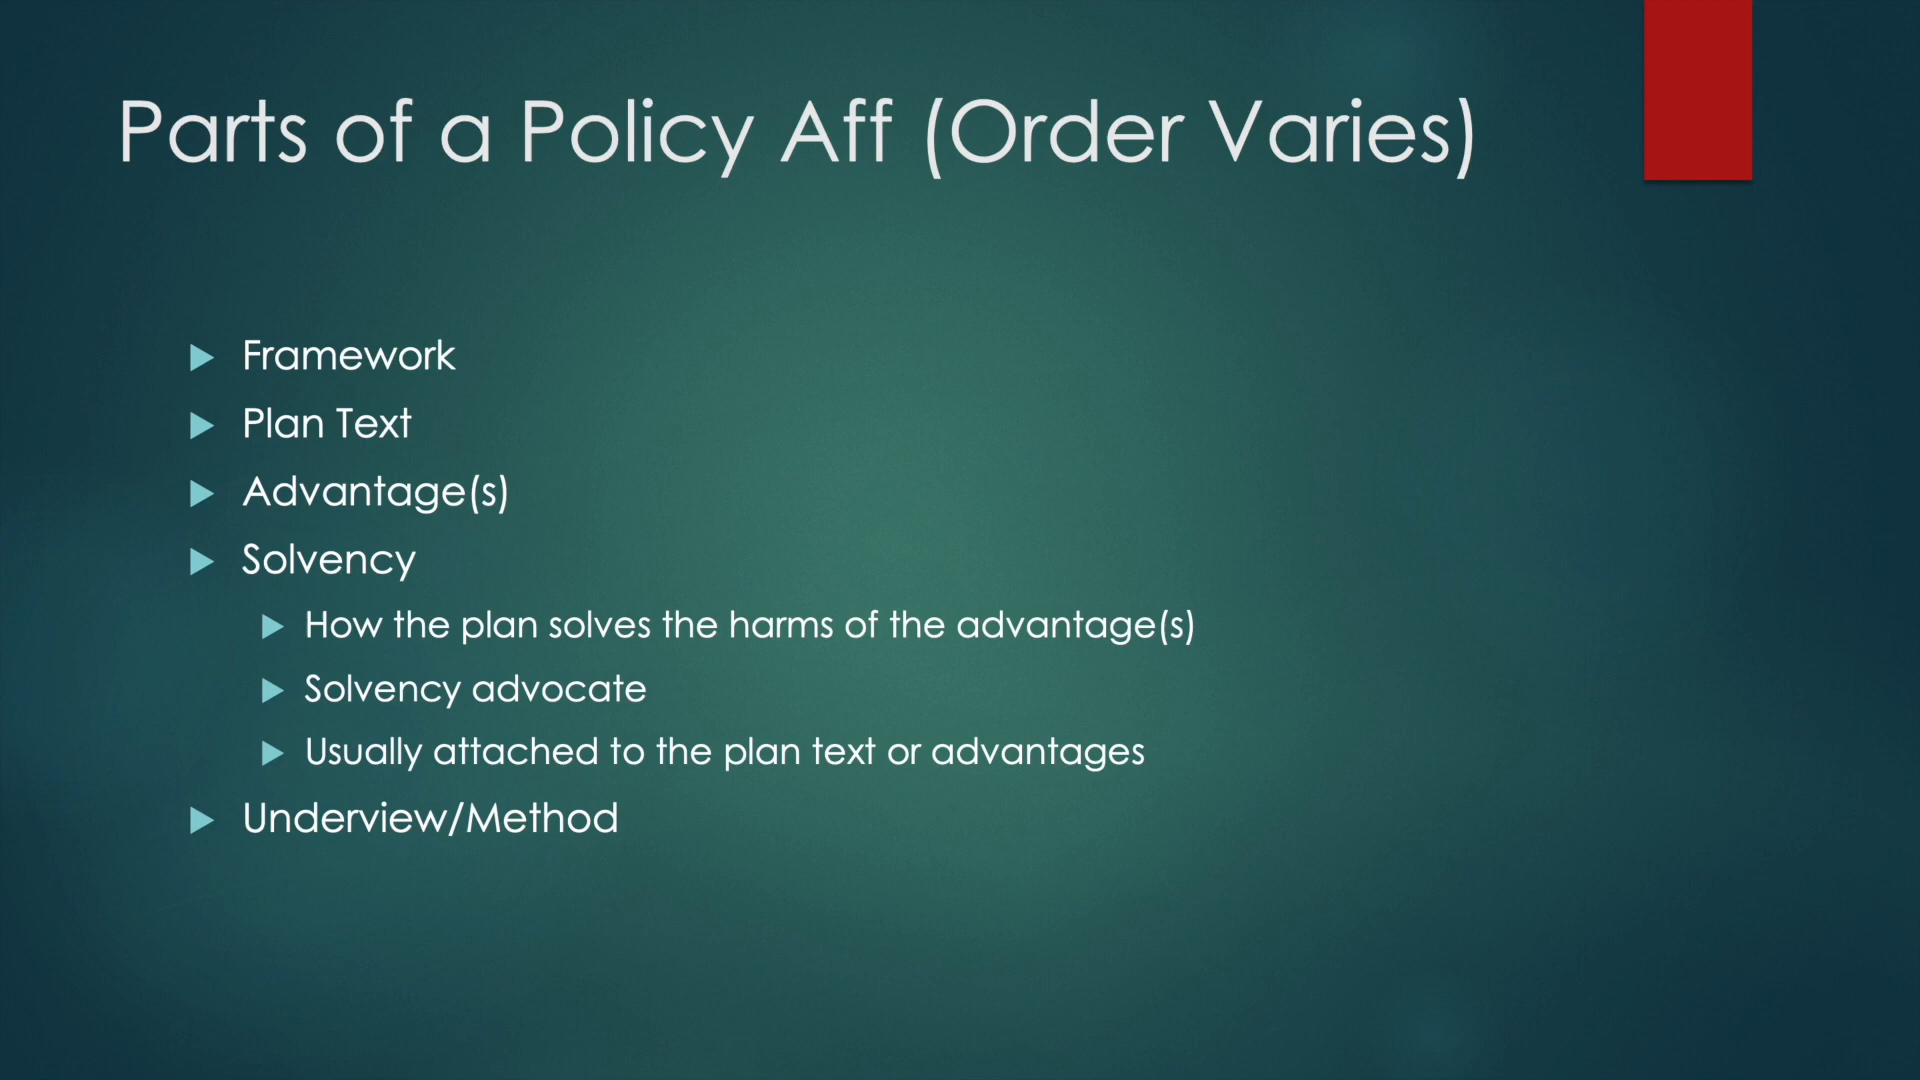 Parts of a Policy Aff (Order Varies)
Framework
Plan Text
Advantage(s)
Solvency
How the plan solves the harms of the advantage(s)
Solvency advocate
Usually attached to the plan text or advantages
Underview/Method